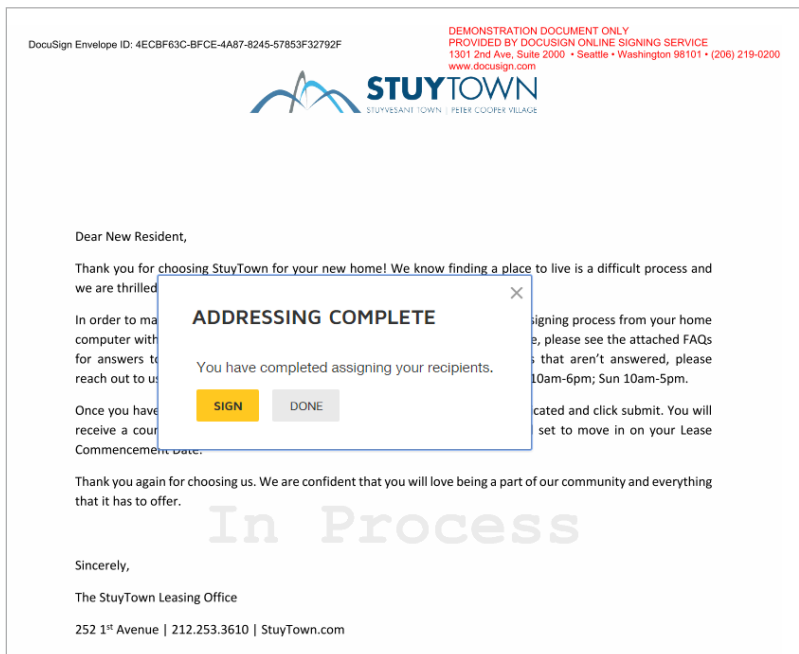 DocuSign Envelope ID: 4ECBF63C-BFCE-4A87-8245-57853F32792F
DEMONSTRATION DOCUMENT ONLY
PROVIDED BY DOCUSIGN ONLINE SIGNING SERVICE
1301 2nd Ave, Suite 2000 • Seattle • Washington 98101 • (206) 219-0200
www.docusign.com
STUYTOWN
STUYVESANT TOWN | PETER COOPER VILLAGE
Dear New Resident,
Thank you for choosing StuyTown for your new home! We know finding a place to live is a difficult process and
we are thrilled
In order to ma signing process from your home
computer with e, please see the attached FAQs
for answers to s that aren't answered, please
reach out to us 10am-6pm; Sun 10am-5pm.
Once you have cated and click submit. You will
receive a coun set to move in on your Lease
Commencement Date.
ADDRESSING COMPLETE
You have completed assigning your recipients.
SIGN DONE
Thank you again for choosing us. We are confident that you will love being a part of our community and everything
that it has to offer.
In Process
Sincerely,
The StuyTown Leasing Office
252 1st Avenue | 212.253.3610 | StuyTown.com